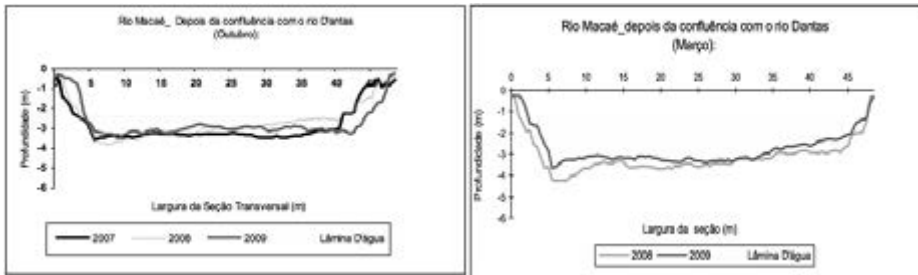 Rio Macaé_ Depois da confluência com o rio D'antas
(Outubro):
0 5 10 15 20 25 30 35 40 45
0
-1
-2
-3
-4
-5
-6
Profundidade (m)
Largura da Seção Transversal (m)
2007 2008 2009 Lâmina D'água
Rio Macaé_depois da confluência com o rio Dantas
(Março):
0 5 10 15 20 25 30 35 40 45
0
-1
-2
-3
-4
-5
-6
Profundidade (m)
Largura da seção (m)
2008 2009 Lâmina D'água